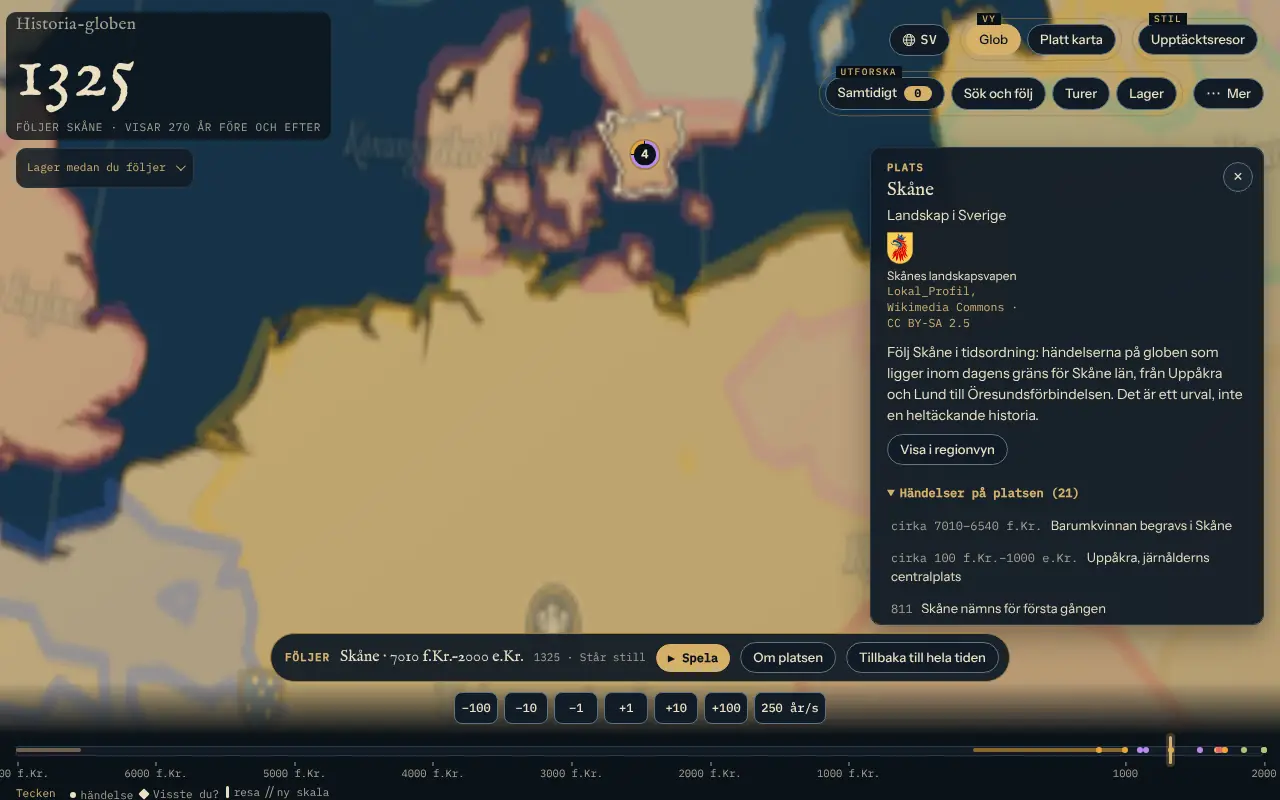 Historia-globen
1325
FÖLJER SKÅNE · VISAR 270 ÅR FÖRE OCH EFTER
Lager medan du följer
SV
VY
Glob
Platt karta
STIL
Upptäcktsresor
UTFORSKA
Samtidigt 0
Sök och följ
Turer
Lager
··· Mer
4
PLATS
Skåne
×
Landskap i Sverige
Skånes landskapsvapen
Lokal_Profil,
Wikimedia Commons ·
CC BY-SA 2.5
Följ Skåne i tidsordning: händelserna på globen som
ligger inom dagens gräns för Skåne län, från Uppåkra
och Lund till Öresundsförbindelsen. Det är ett urval, inte
en heltäckande historia.
Visa i regionvyn
▼ Händelser på platsen (21)
cirka 7010–6540 f.Kr. Barumkvinnan begravs i Skåne
cirka 100 f.Kr.–1000 e.Kr. Uppåkra, järnålderns
centralplats
811 Skåne nämns för första gången
FÖLJER Skåne · 7010 f.Kr.–2000 e.Kr. 1325 · Står still ▶ Spela Om platsen Tillbaka till hela tiden
−100 −10 −1 +1 +10 +100 250 år/s
00 f.Kr. 6000 f.Kr. 5000 f.Kr. 4000 f.Kr. 3000 f.Kr. 2000 f.Kr. 1000 f.Kr. 1000 2000
Tecken händelse Visste du? resa // ny skala